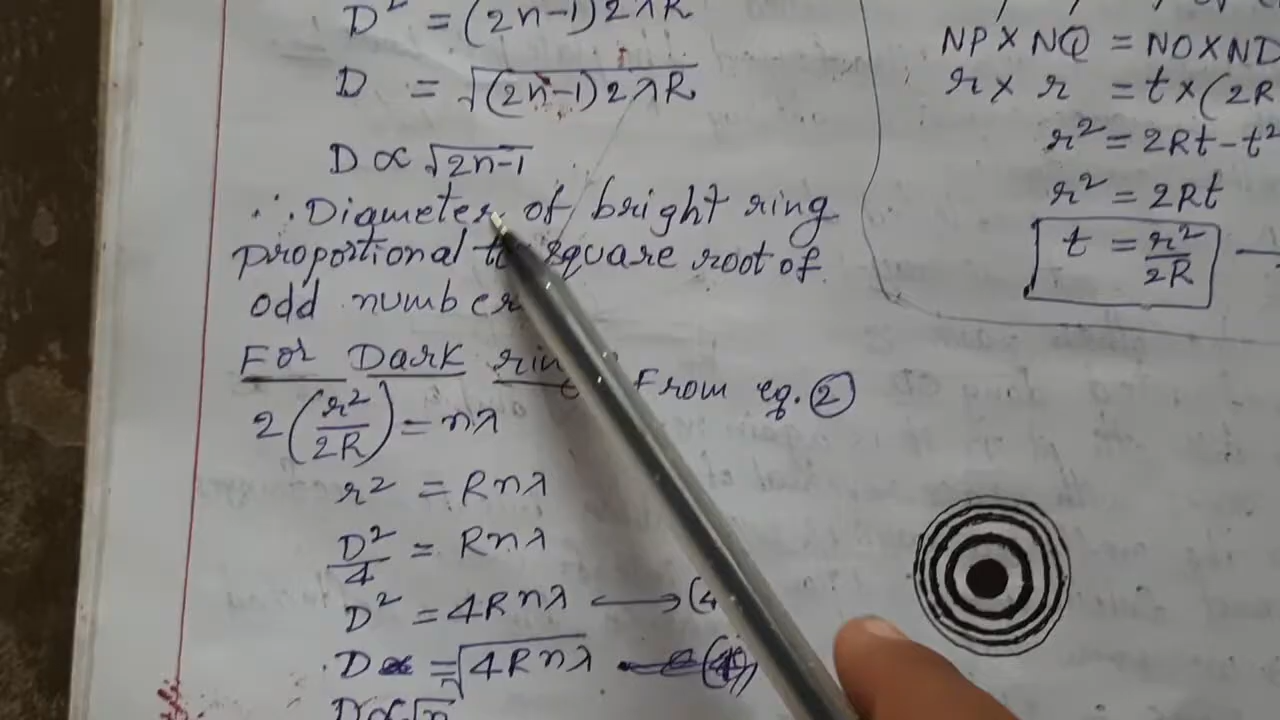 D² = (2n-1)2λR
D = √(2n-1)2λR
D ∝ √2n-1
∴ Diameter of bright ring
proportional to square root of
odd number
For Dark ring From eq. ②
2(r²/2R) = nλ
r² = Rnλ
D²/4 = Rnλ
D² = 4Rnλ ⟷ (4
D = √4Rnλ
D ∝ √n
NP × NQ = NO × ND
r × r = t × (2R
r² = 2Rt - t²
r² = 2Rt
t = r²/2R